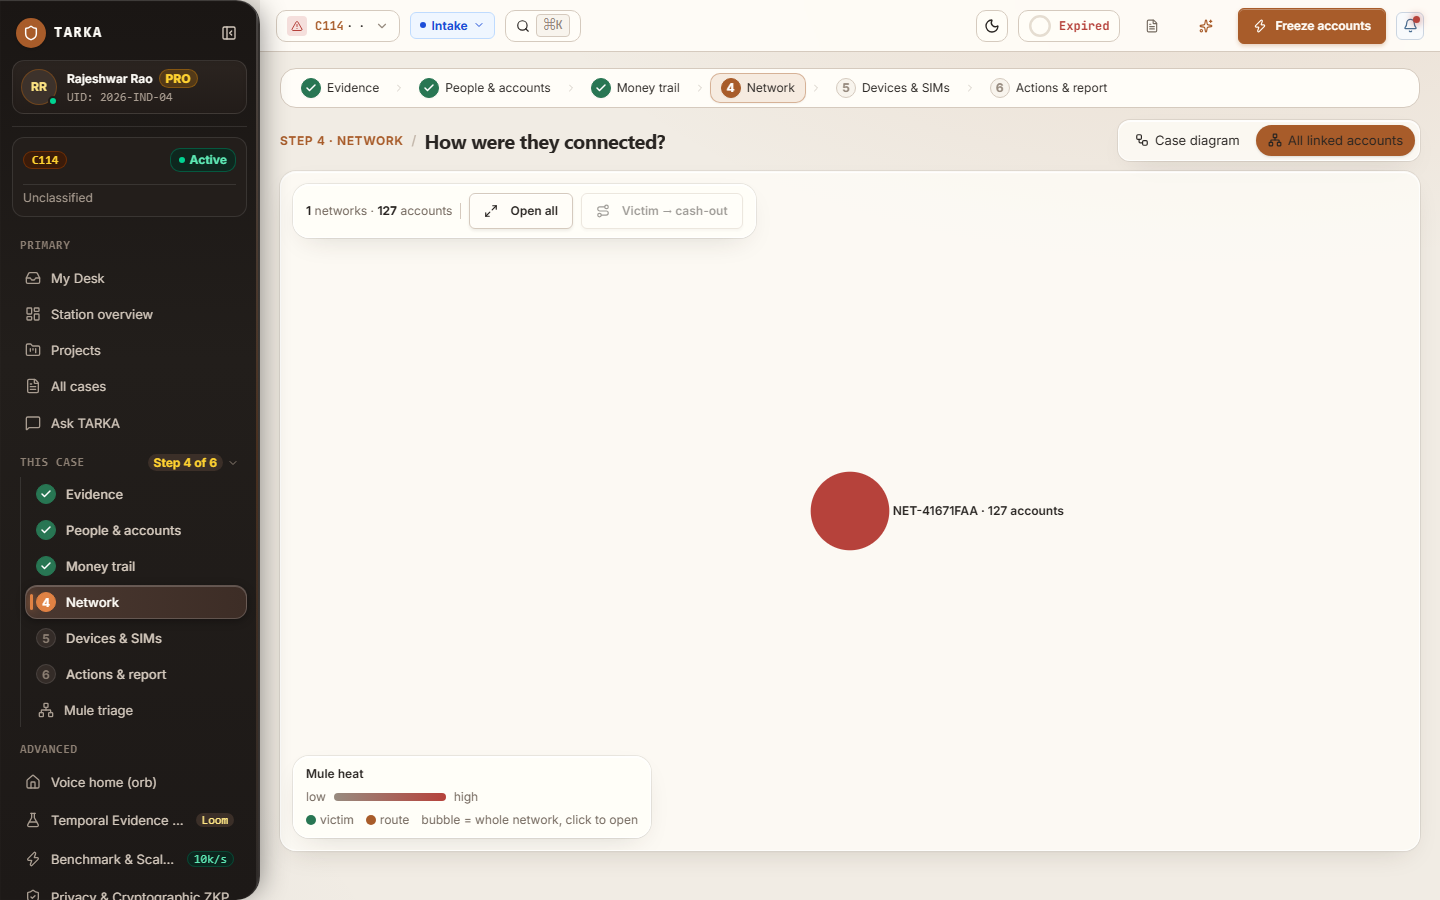 TARKA
RR
Rajeshwar Rao PRO
UID: 2026-IND-04
C114
Active
Unclassified
PRIMARY
My Desk
Station overview
Projects
All cases
Ask TARKA
THIS CASE
Step 4 of 6
Evidence
People & accounts
Money trail
4 Network
5 Devices & SIMs
6 Actions & report
Mule triage
ADVANCED
Voice home (orb)
Temporal Evidence ... Loom
Benchmark & Scal... 10k/s
Privacy & Cryptographic ZKP
C114 · ·
Intake
⌘K
Expired
Freeze accounts
Evidence
People & accounts
Money trail
4 Network
5 Devices & SIMs
6 Actions & report
STEP 4 · NETWORK / How were they connected?
Case diagram
All linked accounts
1 networks · 127 accounts
Open all
Victim → cash-out
NET-41671FAA · 127 accounts
Mule heat
low high
victim route bubble = whole network, click to open